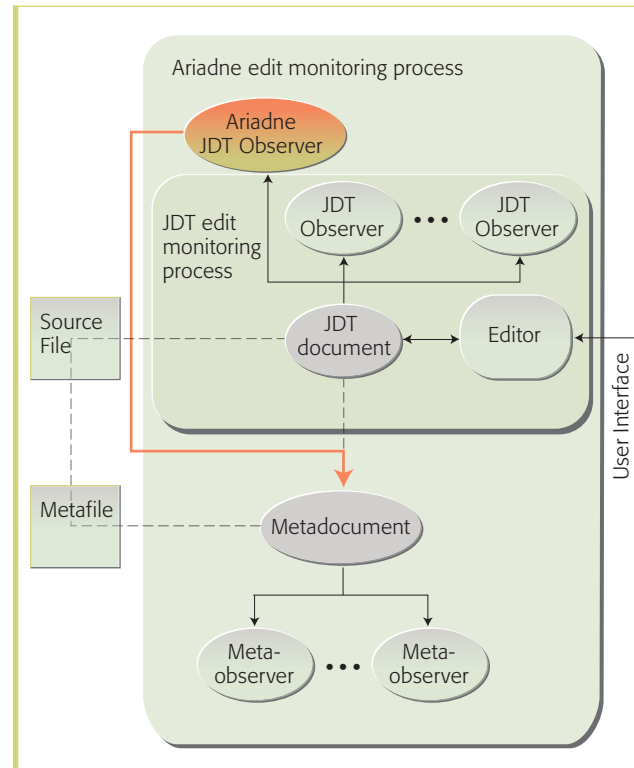 Ariadne edit monitoring process
Ariadne
JDT Observer
JDT edit
monitoring
process
JDT
Observer
•••
JDT
Observer
Source
File
JDT
document
Editor
User Interface
Metafile
Metadocument
Meta-
observer
•••
Meta-
observer